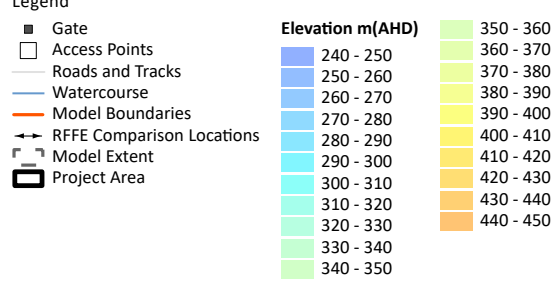 Legend
Gate
Access Points
Roads and Tracks
Watercourse
Model Boundaries
RFFE Comparison Locations
Model Extent
Project Area
Elevation m(AHD)
240 - 250
250 - 260
260 - 270
270 - 280
280 - 290
290 - 300
300 - 310
310 - 320
320 - 330
330 - 340
340 - 350
350 - 360
360 - 370
370 - 380
380 - 390
390 - 400
400 - 410
410 - 420
420 - 430
430 - 440
440 - 450